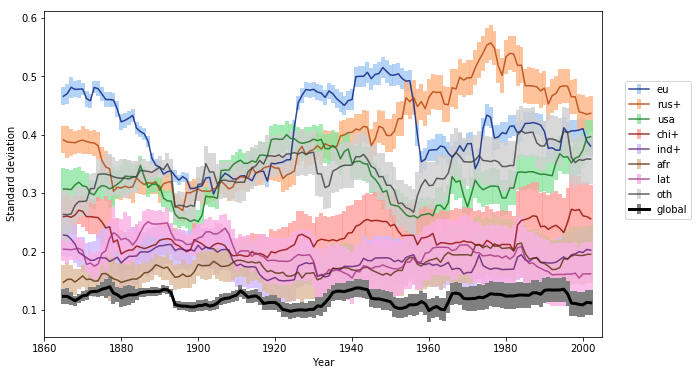 0.6
0.5
0.4
0.3
0.2
0.1
Standard deviation
1860
1880
1900
1920
1940
1960
1980
2000
Year
eu
rus+
usa
chi+
ind+
afr
lat
oth
global